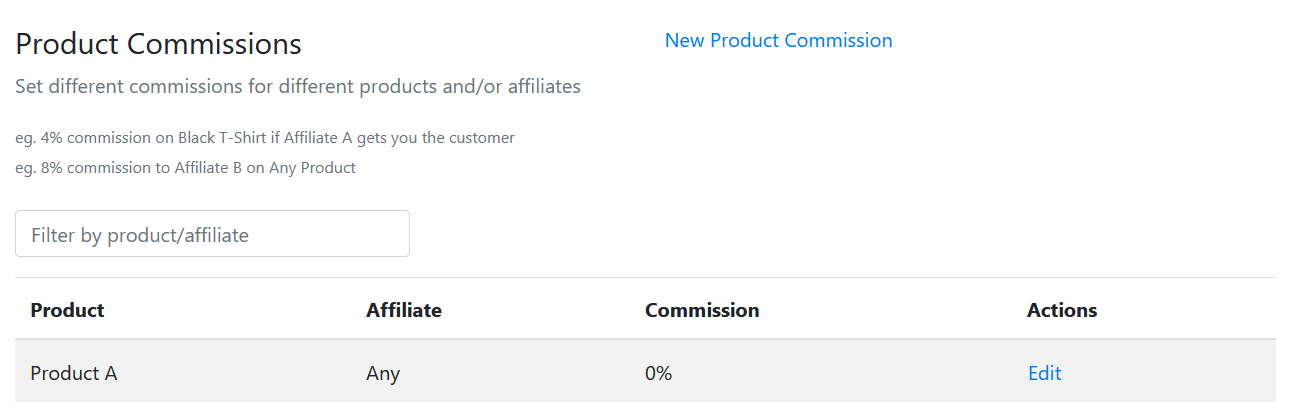 Product Commissions
New Product Commission
Set different commissions for different products and/or affiliates
eg. 4% commission on Black T-Shirt if Affiliate A gets you the customer
eg. 8% commission to Affiliate B on Any Product
Filter by product/affiliate
Product Affiliate Commission Actions
Product A Any 0% Edit